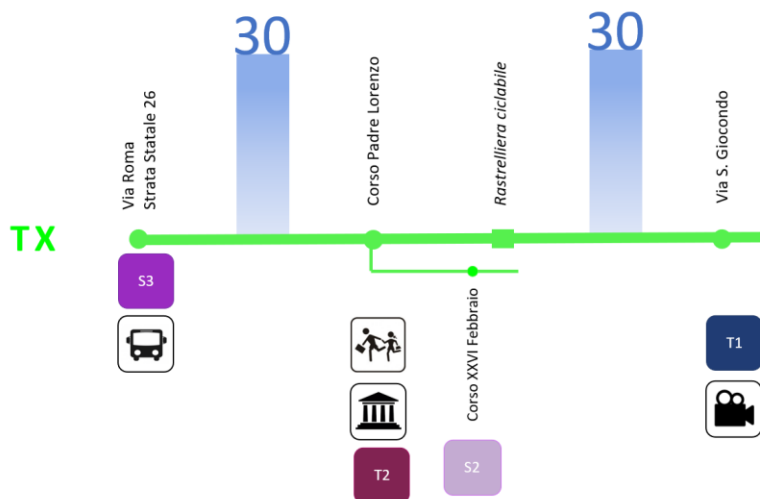 30
30
Via Roma
Strata Statale 26
Corso Padre Lorenzo
Rastrelliera ciclabile
Via S. Giocondo
TX
S3
Corso XXVI Febbraio
T1
T2
S2